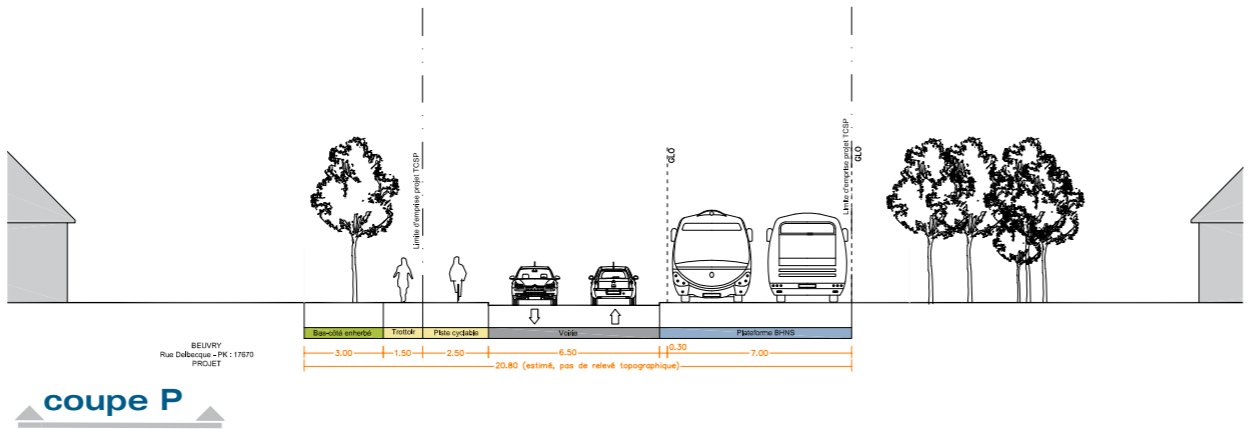 Limite d'emprise projet TCSP
GLO
Limite d'emprise projet TCSP
GLO
Bas-côté enherbé
Trottoir
Piste cyclable
Voirie
Plateforme BHNS
3.00
1.50
2.50
6.50
0.30
7.00
20.80 (estimé, pas de relevé topographique)
BEUVRY
Rue Delbecque - PK : 17670
PROJET
coupe P